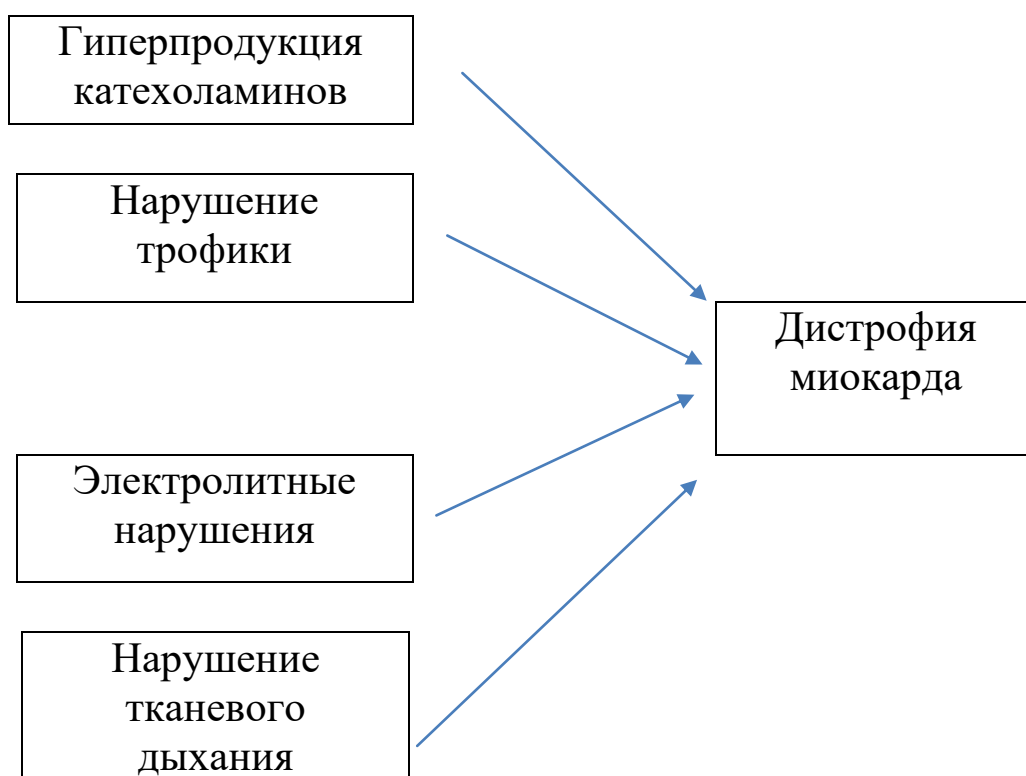 Гиперпродукция
катехоламинов
Нарушение
трофики
Дистрофия
миокарда
Электролитные
нарушения
Нарушение
тканевого
дыхания